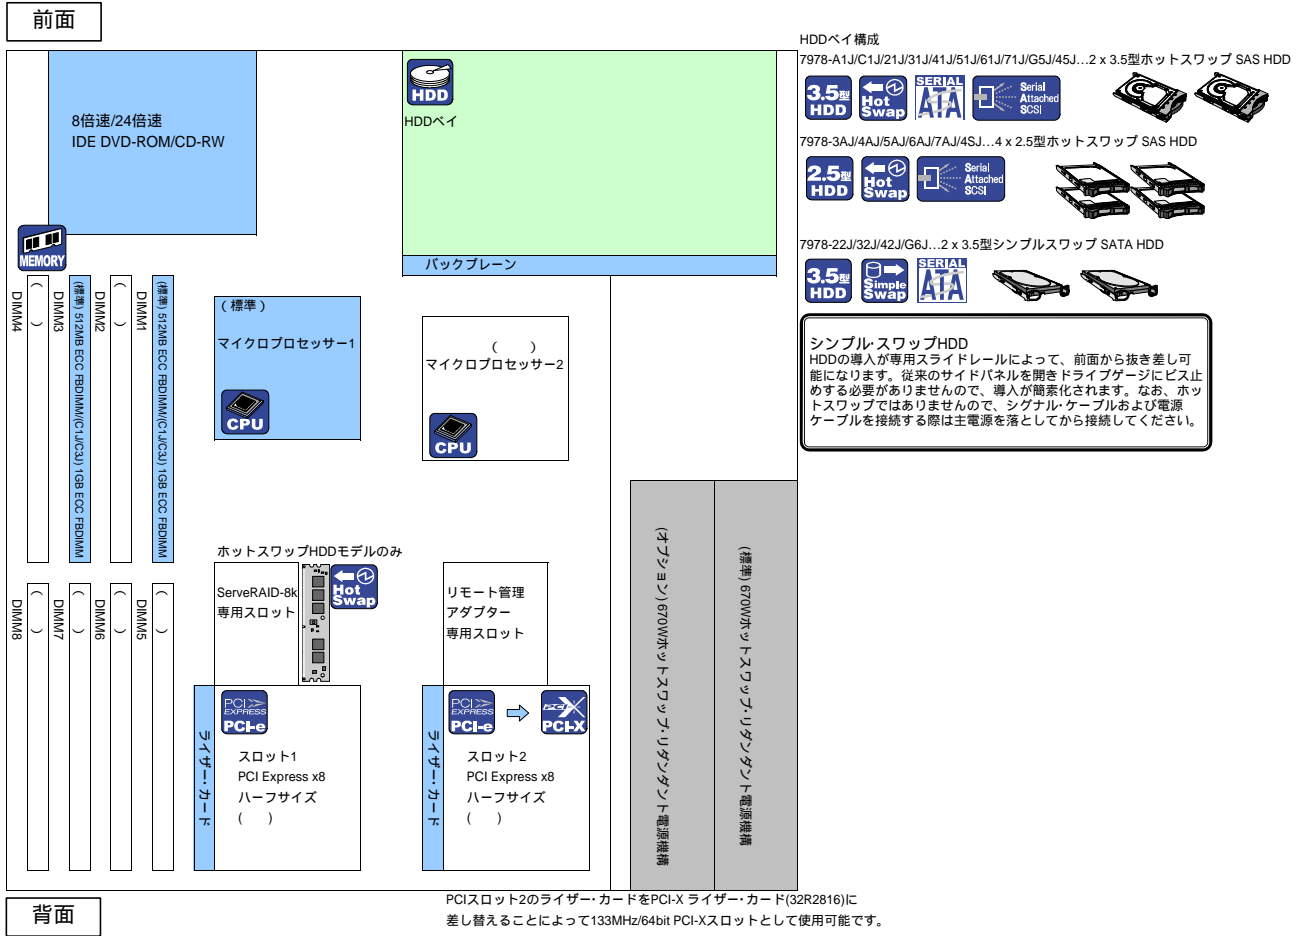 前面
8倍速/24倍速
IDE DVD-ROM/CD-RW
HDD
HDDベイ
バックプレーン
MEMORY
DIMM4
( )
DIMM3
(標準) 512MB ECC FBDIMM/(C1J/C3J) 1GB ECC FBDIMM
DIMM2
( )
DIMM1
(標準) 512MB ECC FBDIMM/(C1J/C3J) 1GB ECC FBDIMM
(標準)
マイクロプロセッサー1
CPU
( )
マイクロプロセッサー2
CPU
DIMM8
( )
DIMM7
( )
DIMM6
( )
DIMM5
( )
ホットスワップHDDモデルのみ
ServeRAID-8k
専用スロット
Hot
Swap
リモート管理
アダプター
専用スロット
ライザー・カード
PCI
EXPRESS
PCI-e
スロット1
PCI Express x8
ハーフサイズ
( )
ライザー・カード
PCI
EXPRESS
PCI-e
PCI-X
PCI-X
スロット2
PCI Express x8
ハーフサイズ
( )
(オプション) 670Wホットスワップ・リダンダント電源機構
(標準) 670Wホットスワップ・リダンダント電源機構
背面
PCIスロット2のライザー・カードをPCI-X ライザー・カード(32R2816)に
差し替えることによって133MHz/64bit PCI-Xスロットとして使用可能です。
HDDベイ構成
7978-A1J/C1J/21J/31J/41J/51J/61J/71J/G5J/45J…2 x 3.5型ホットスワップ SAS HDD
3.5型
HDD
Hot
Swap
SERIAL
ATA
Serial
Attached
SCSI
7978-3AJ/4AJ/5AJ/6AJ/7AJ/4SJ…4 x 2.5型ホットスワップ SAS HDD
2.5型
HDD
Hot
Swap
Serial
Attached
SCSI
7978-22J/32J/42J/G6J…2 x 3.5型シンプルスワップ SATA HDD
3.5型
HDD
Simple
Swap
SERIAL
ATA
シンプル・スワップHDD
HDDの導入が専用スライドレールによって、前面から抜き差し可
能になります。従来のサイドパネルを開きドライブゲージにビス止
めする必要がありませんので、導入が簡素化されます。なお、ホッ
トスワップではありませんので、シグナル・ケーブルおよび電源
ケーブルを接続する際は主電源を落としてから接続してください。